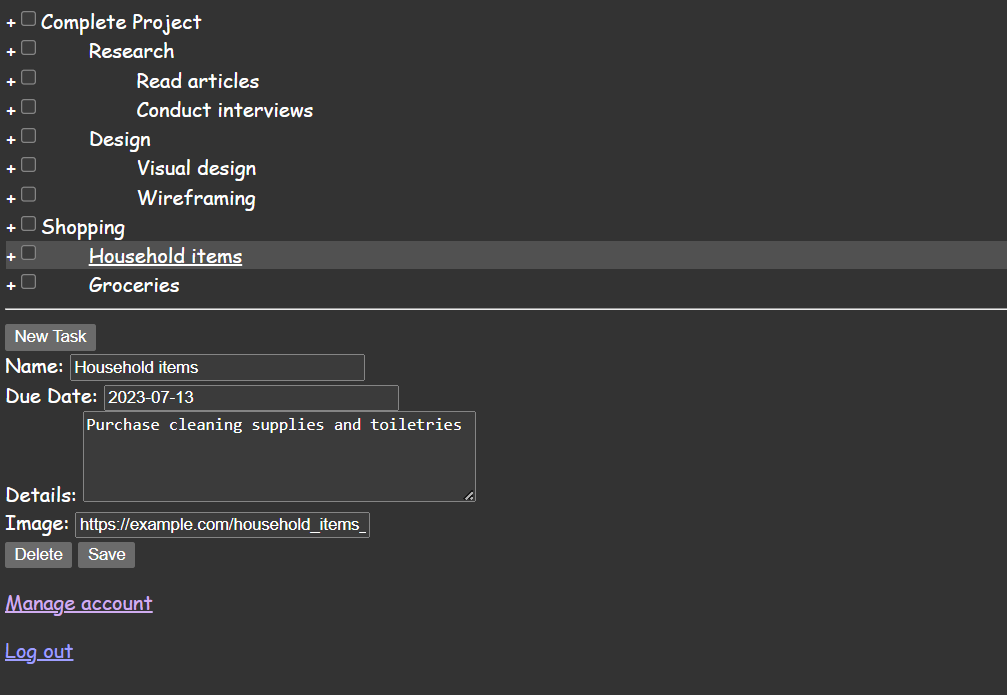 + Complete Project
+ Research
+ Read articles
+ Conduct interviews
+ Design
+ Visual design
+ Wireframing
+ Shopping
+ Household items
+ Groceries
New Task
Name: Household items
Due Date: 2023-07-13
Purchase cleaning supplies and toiletries
Details:
Image: https://example.com/household_items_
Delete Save
Manage account
Log out